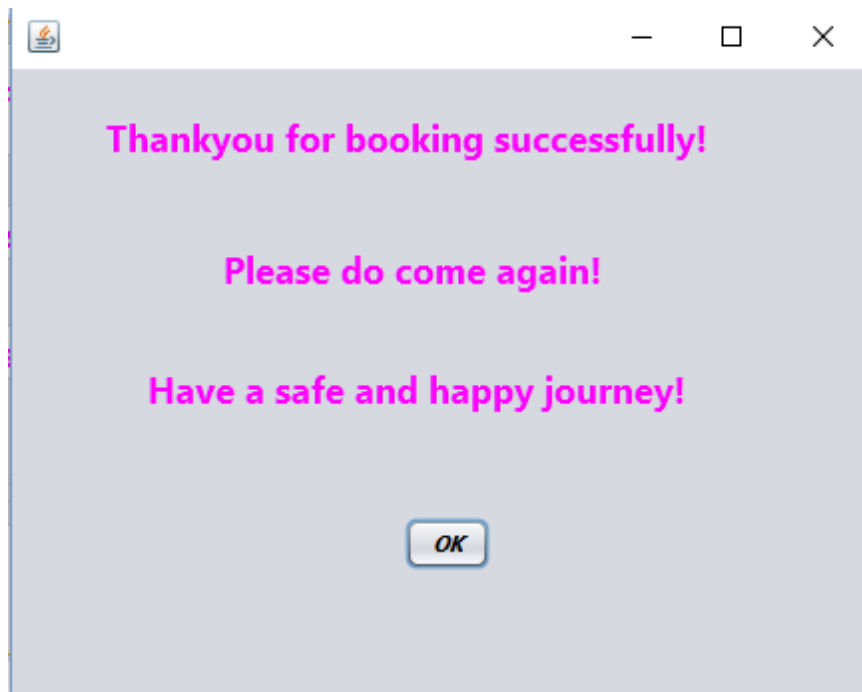 Thankyou for booking successfully!
Please do come again!
Have a safe and happy journey!
OK